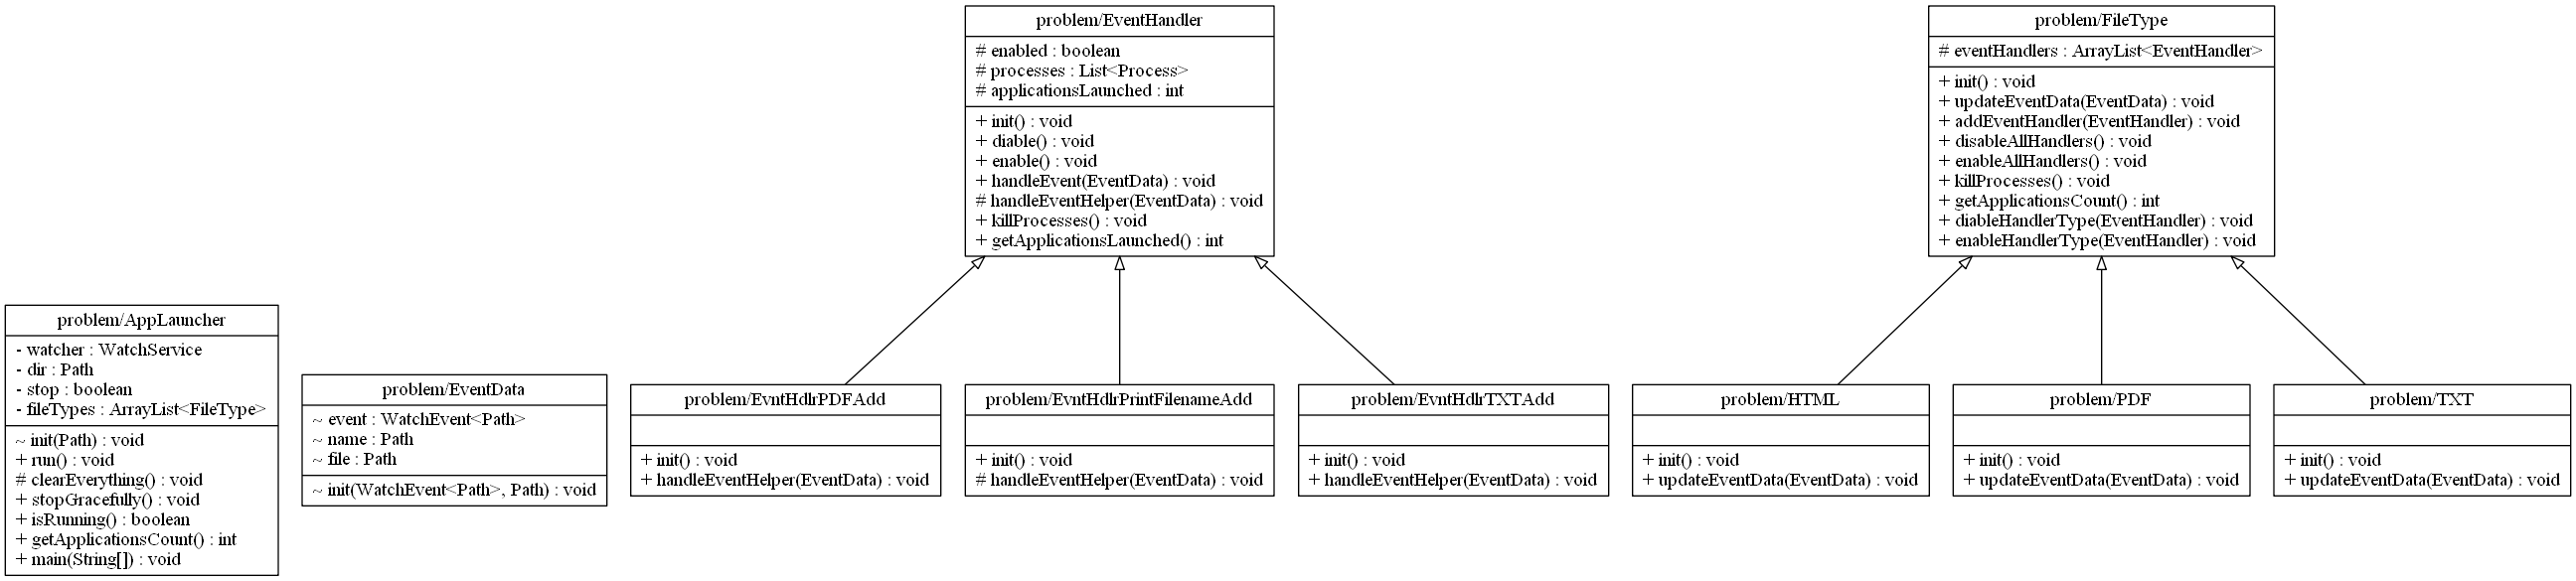 problem/EventHandler
# enabled : boolean
# processes : List<Process>
# applicationsLaunched : int
+ init() : void
+ diable() : void
+ enable() : void
+ handleEvent(EventData) : void
# handleEventHelper(EventData) : void
+ killProcesses() : void
+ getApplicationsLaunched() : int
problem/FileType
# eventHandlers : ArrayList<EventHandler>
+ init() : void
+ updateEventData(EventData) : void
+ addEventHandler(EventHandler) : void
+ disableAllHandlers() : void
+ enableAllHandlers() : void
+ killProcesses() : void
+ getApplicationsCount() : int
+ diableHandlerType(EventHandler) : void
+ enableHandlerType(EventHandler) : void
problem/AppLauncher
- watcher : WatchService
- dir : Path
- stop : boolean
- fileTypes : ArrayList<FileType>
~ init(Path) : void
+ run() : void
# clearEverything() : void
+ stopGracefully() : void
+ isRunning() : boolean
+ getApplicationsCount() : int
+ main(String[]) : void
problem/EventData
~ event : WatchEvent<Path>
~ name : Path
~ file : Path
~ init(WatchEvent<Path>, Path) : void
problem/EvntHdlrPDFAdd
+ init() : void
+ handleEventHelper(EventData) : void
problem/EvntHdlrPrintFilenameAdd
+ init() : void
# handleEventHelper(EventData) : void
problem/EvntHdlrTXTAdd
+ init() : void
+ handleEventHelper(EventData) : void
problem/HTML
+ init() : void
+ updateEventData(EventData) : void
problem/PDF
+ init() : void
+ updateEventData(EventData) : void
problem/TXT
+ init() : void
+ updateEventData(EventData) : void